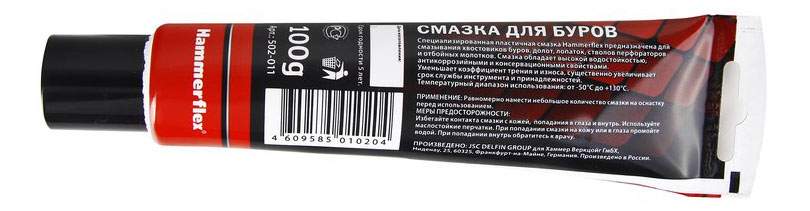 Hammerflex®
Арт.: 502-011
100g
Срок годности 5 лет.
Дата изготовления:
4 609585 010204
СМАЗКА ДЛЯ БУРОВ
Специализированная пластичная смазка Hammerflex предназначена для
смазывания хвостовиков буров, долот, лопаток, стволов перфораторов
и отбойных молотков. Смазка обладает высокой водостойкостью,
антикоррозийными и консервационными свойствами.
Уменьшает коэффициент трения и износа, существенно увеличивает
срок службы инструмента и принадлежностей.
Температурный диапазон использования: от -50°С до +130°С.
ПРИМЕНЕНИЕ: Равномерно нанести небольшое количество смазки на оснастку
перед использованием.
МЕРЫ ПРЕДОСТОРОЖНОСТИ:
Избегайте контакта смазки с кожей, попадания в глаза и внутрь. Используйте
маслостойкие перчатки. При попадании смазки на кожу или в глаза промойте
водой. При попадании внутрь обратитесь к врачу.
ПРОИЗВЕДЕНО: JSC DELFIN GROUP для Хаммер Веркцойг ГмбХ,
Ниденау, 25, 60325, Франкфурт-на-Майне, Германия. Произведено в России.